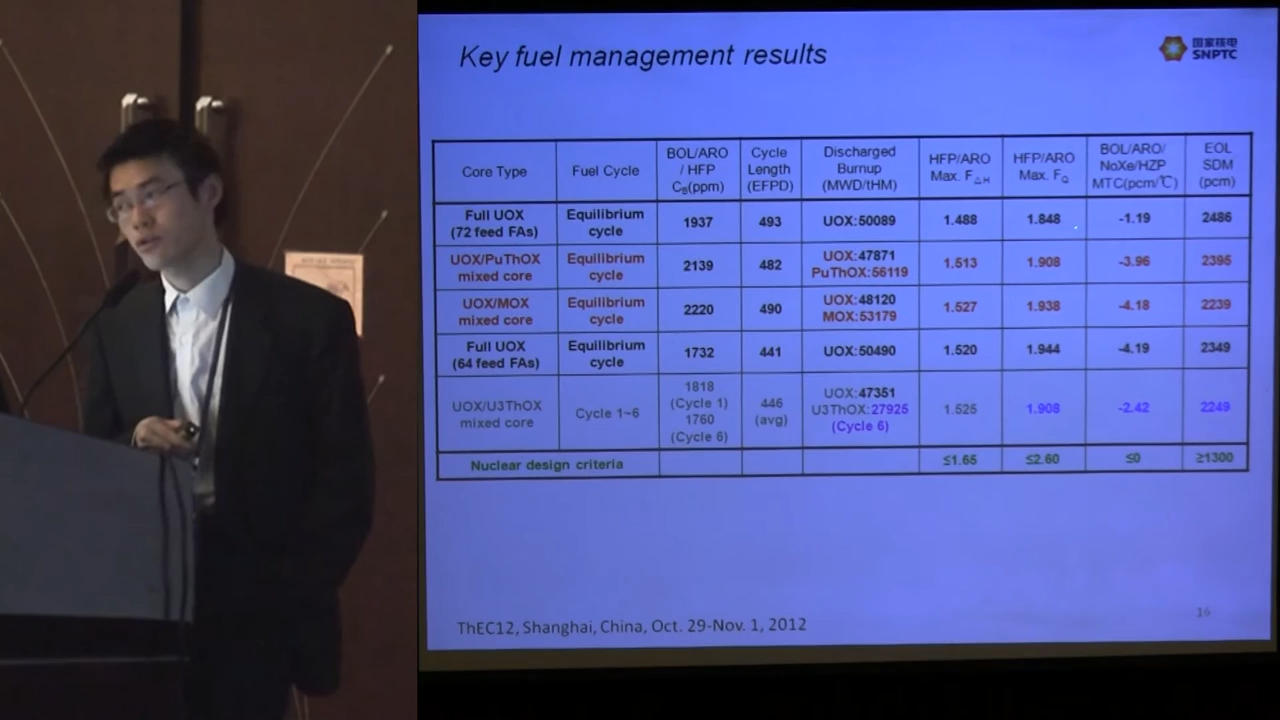 Key fuel management results
国家核电
SNPTC
Core Type
Fuel Cycle
BOL/ARO
/ HFP
CB(ppm)
Cycle
Length
(EFPD)
Discharged
Burnup
(MWD/tHM)
HFP/ARO
Max. F△H
HFP/ARO
Max. FQ
BOL/ARO/
NoXe/HZP
MTC(pcm/℃)
EOL
SDM
(pcm)
Full UOX
(72 feed FAs)
Equilibrium
cycle
1937
493
UOX:50089
1.488
1.848
-1.19
2486
UOX/PuThOX
mixed core
Equilibrium
cycle
2139
482
UOX:47871
PuThOX:56119
1.513
1.908
-3.96
2395
UOX/MOX
mixed core
Equilibrium
cycle
2220
490
UOX:48120
MOX:53179
1.527
1.938
-4.18
2239
Full UOX
(64 feed FAs)
Equilibrium
cycle
1732
441
UOX:50490
1.520
1.944
-4.19
2349
UOX/U3ThOX
mixed core
Cycle 1~6
1818
(Cycle 1)
1760
(Cycle 6)
446
(avg)
UOX:47351
U3ThOX:27925
(Cycle 6)
1.525
1.908
-2.42
2249
Nuclear design criteria
≤1.65
≤2.60
≤0
≥1300
ThEC12, Shanghai, China, Oct. 29-Nov. 1, 2012
16